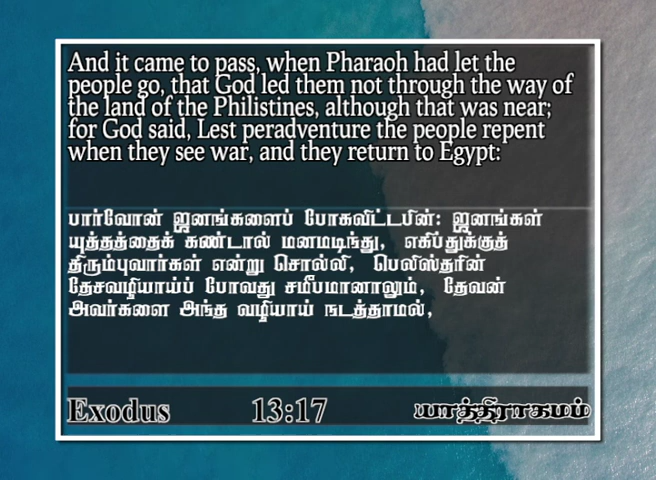 And it came to pass, when Pharaoh had let the
people go, that God led them not through the way of
the land of the Philistines, although that was near;
for God said, Lest peradventure the people repent
when they see war, and they return to Egypt:
பார்வோன் ஜனங்களைப் போகவிட்டபின்: ஜனங்கள்
யுத்தத்தைக் கண்டால் மனமடிந்து, எகிப்துக்குத்
திரும்புவார்கள் என்று சொல்லி, பெலிஸ்தரின்
தேசவழியாய்ப் போவது சமீபமானாலும், தேவன்
அவர்களை அந்த வழியாய் நடத்தாமல்,
Exodus 13:17 யாத்திராகமம்